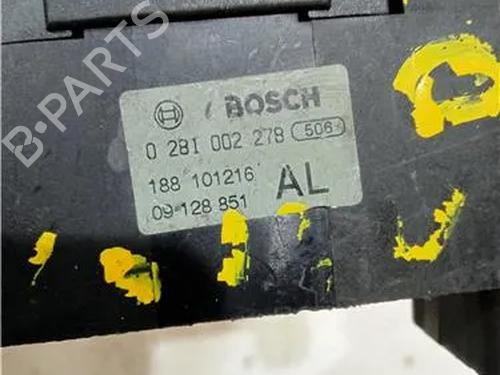 B-PARTS
BOSCH
0 281 002 278 506
188 101216 AL
09 128 851